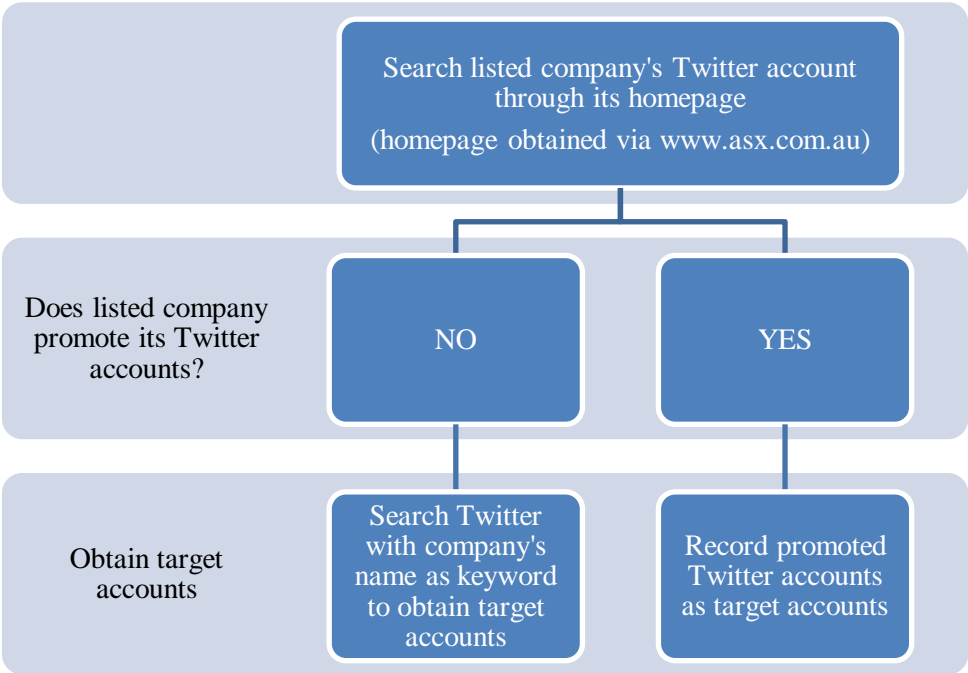 Search listed company's Twitter account
through its homepage
(homepage obtained via www.asx.com.au)
Does listed company
promote its Twitter
accounts?
NO
YES
Obtain target
accounts
Search Twitter
with company's
name as keyword
to obtain target
accounts
Record promoted
Twitter accounts
as target accounts